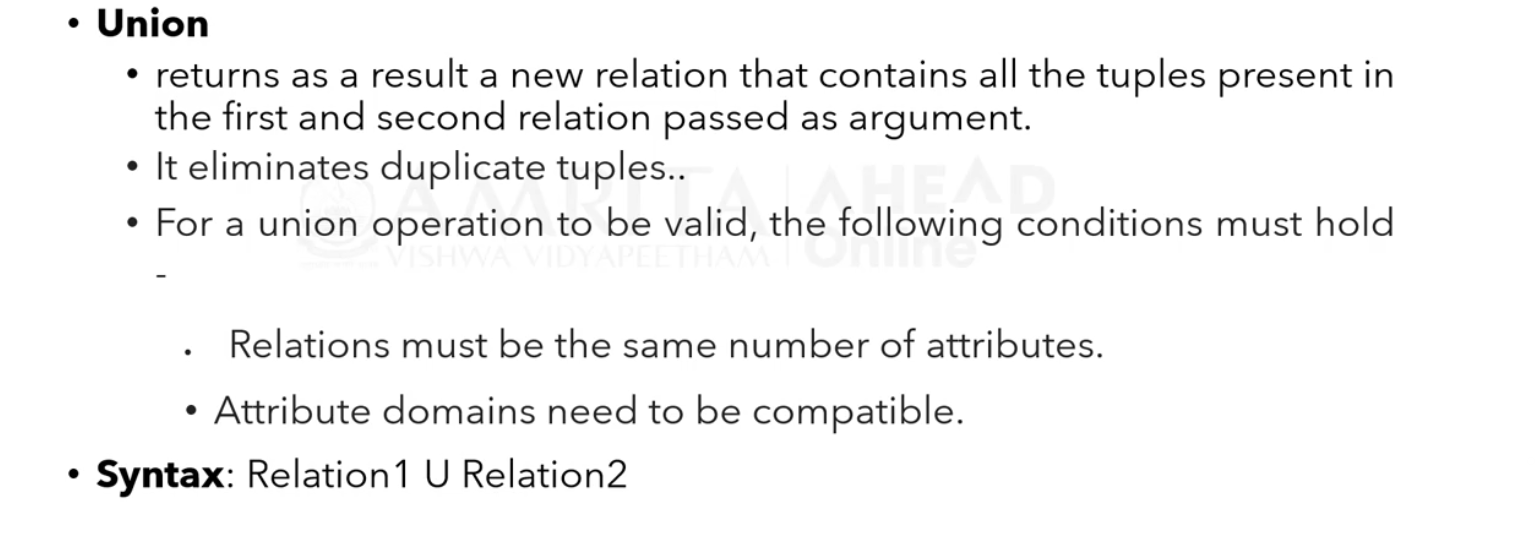 • Union
• returns as a result a new relation that contains all the tuples present in
the first and second relation passed as argument.
• It eliminates duplicate tuples..
AMRITA AHEAD
• For a union operation to be valid, the following conditions must hold
VISHWA VIDYAPEETHAM Online
-
. Relations must be the same number of attributes.
• Attribute domains need to be compatible.
• Syntax: Relation1 U Relation2